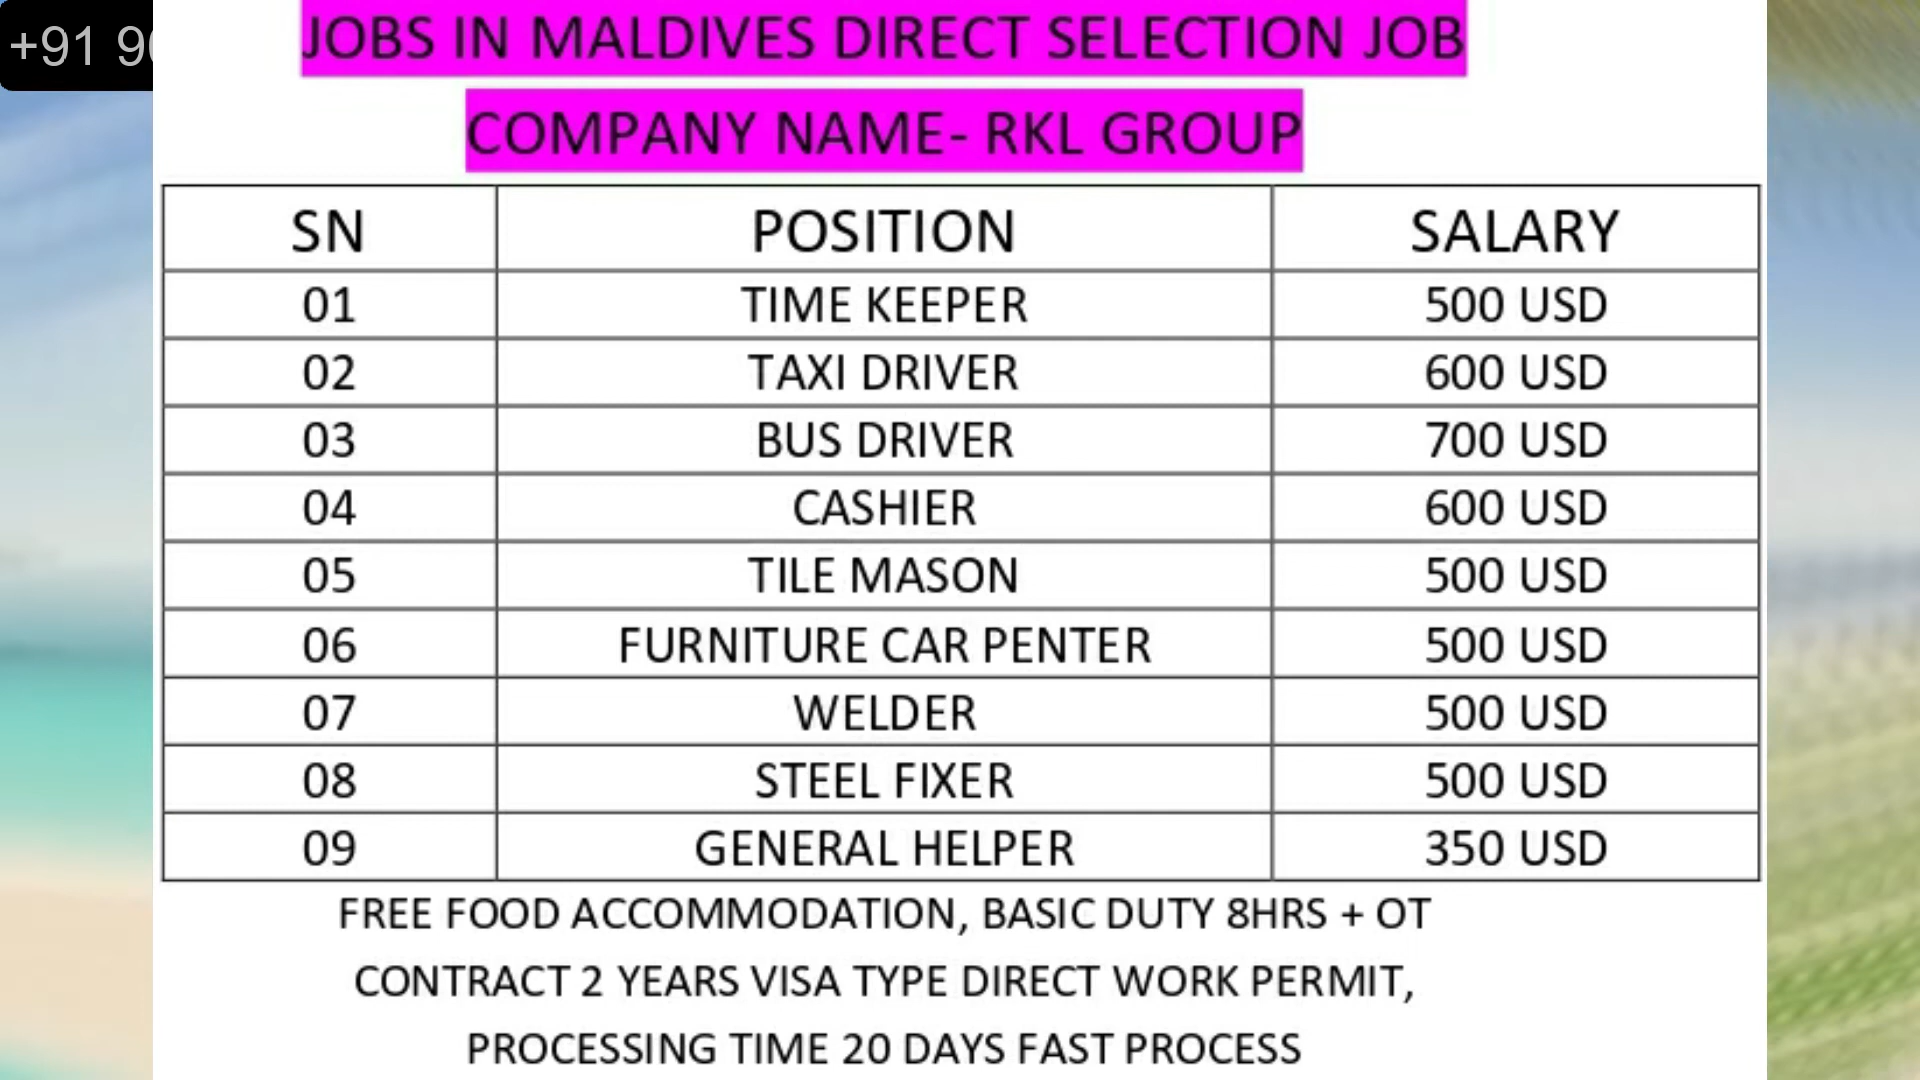 +91 9
JOBS IN MALDIVES DIRECT SELECTION JOB
COMPANY NAME- RKL GROUP
SN POSITION SALARY
01 TIME KEEPER 500 USD
02 TAXI DRIVER 600 USD
03 BUS DRIVER 700 USD
04 CASHIER 600 USD
05 TILE MASON 500 USD
06 FURNITURE CAR PENTER 500 USD
07 WELDER 500 USD
08 STEEL FIXER 500 USD
09 GENERAL HELPER 350 USD
FREE FOOD ACCOMMODATION, BASIC DUTY 8HRS + OT
CONTRACT 2 YEARS VISA TYPE DIRECT WORK PERMIT,
PROCESSING TIME 20 DAYS FAST PROCESS